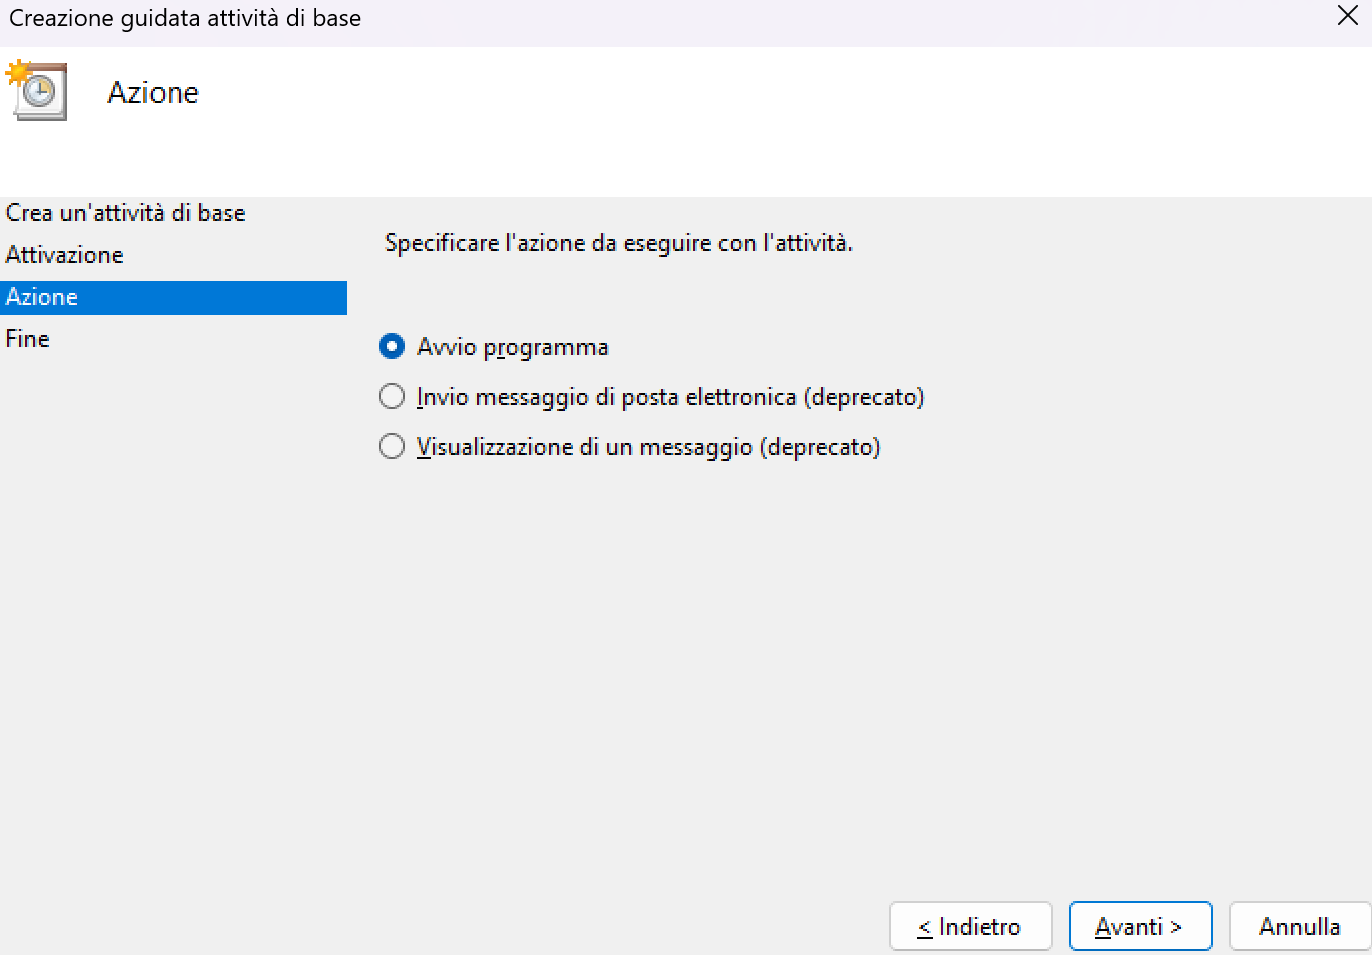 Creazione guidata attività di base
Azione
Crea un'attività di base
Attivazione
Azione
Fine
Specificare l'azione da eseguire con l'attività.
Avvio programma
Invio messaggio di posta elettronica (deprecato)
Visualizzazione di un messaggio (deprecato)
< Indietro
Avanti >
Annulla